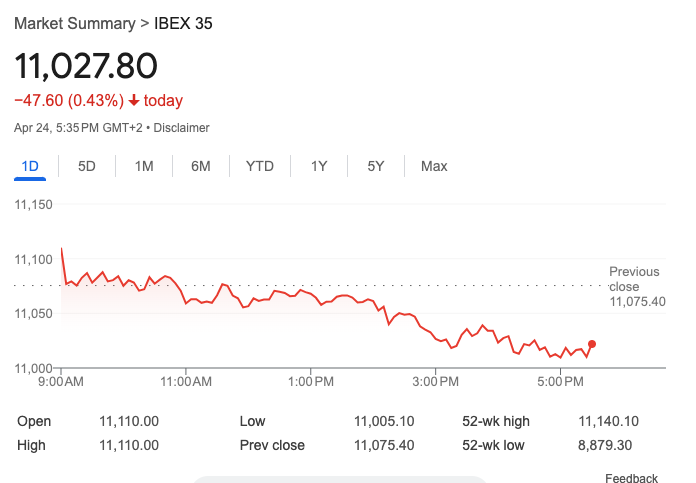 Market Summary > IBEX 35
11,027.80
−47.60 (0.43%) ↓ today
Apr 24, 5:35 PM GMT+2 • Disclaimer
1D 5D 1M 6M YTD 1Y 5Y Max
11,150
11,100
11,050
11,000
Previous
close
11,075.40
9:00 AM 11:00 AM 1:00 PM 3:00 PM 5:00 PM
Open 11,110.00 Low 11,005.10 52-wk high 11,140.10
High 11,110.00 Prev close 11,075.40 52-wk low 8,879.30
Feedback